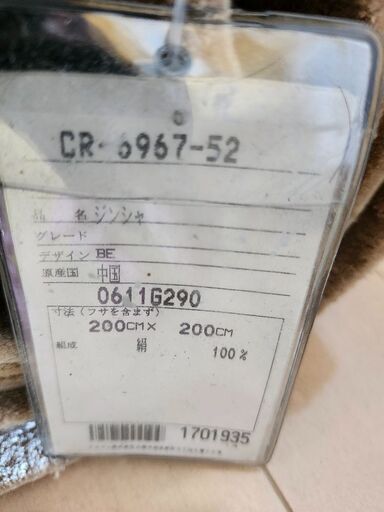 CR-6967-52
品 名 ジンシャ
グレード
デザイン BE
原産国 中国
0611G290
寸法(フサを含まず)
200CM× 200CM
組成 絹 100%
1701935